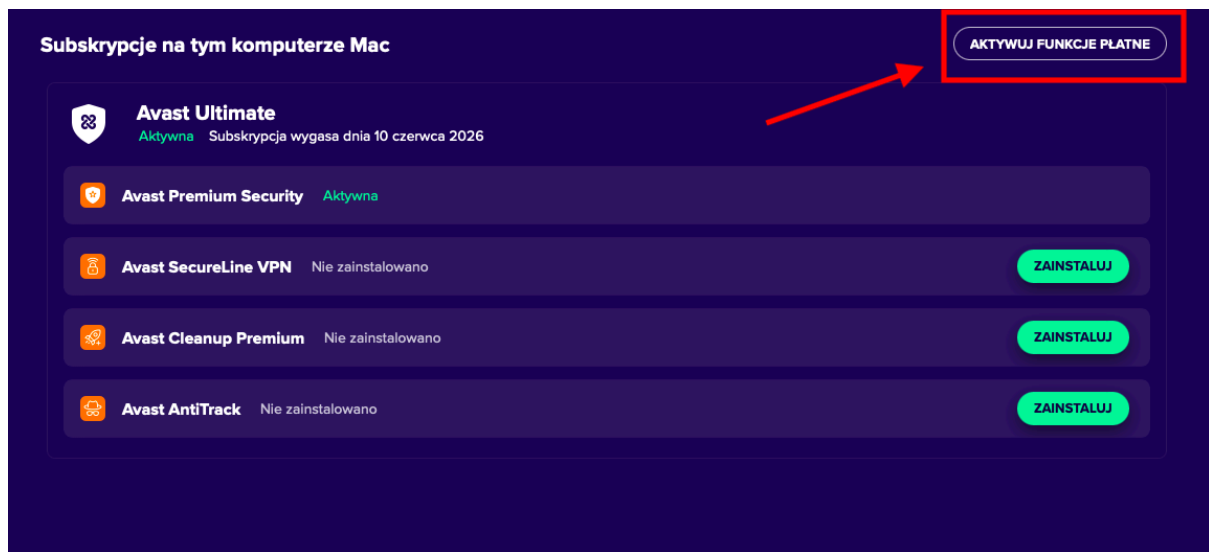 Subskrypcje na tym komputerze Mac
AKTYWUJ FUNKCJE PŁATNE
Avast Ultimate
Aktywna Subskrypcja wygasa dnia 10 czerwca 2026
Avast Premium Security Aktywna
Avast SecureLine VPN Nie zainstalowano ZAINSTALUJ
Avast Cleanup Premium Nie zainstalowano ZAINSTALUJ
Avast AntiTrack Nie zainstalowano ZAINSTALUJ